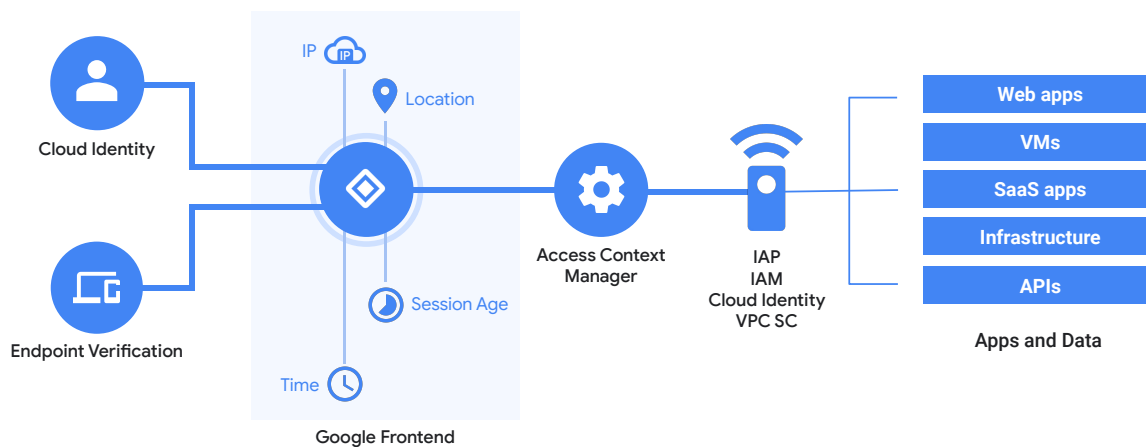 IP
IP
Location
Cloud Identity
Endpoint Verification
Session Age
Time
Google Frontend
Access Context
Manager
IAP
IAM
Cloud Identity
VPC SC
Web apps
VMs
SaaS apps
Infrastructure
APIs
Apps and Data